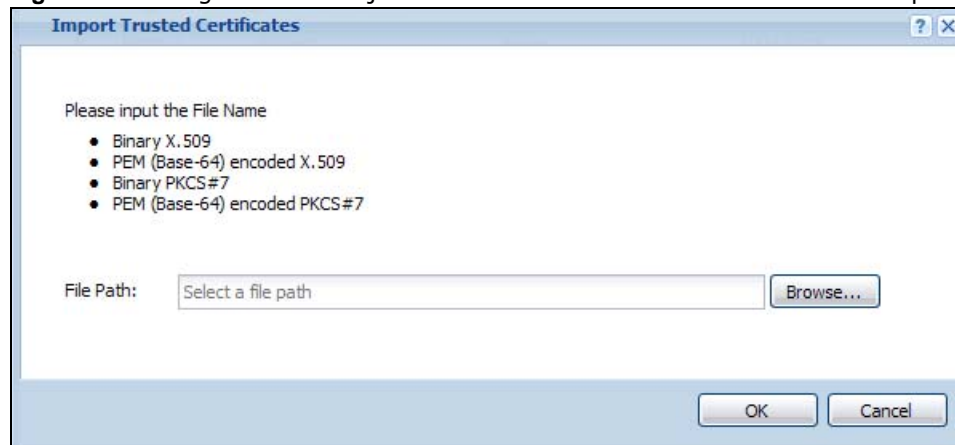 Import Trusted Certificates
Please input the File Name
● Binary X.509
● PEM (Base-64) encoded X.509
● Binary PKCS#7
● PEM (Base-64) encoded PKCS#7
File Path: Select a file path Browse...
OK Cancel